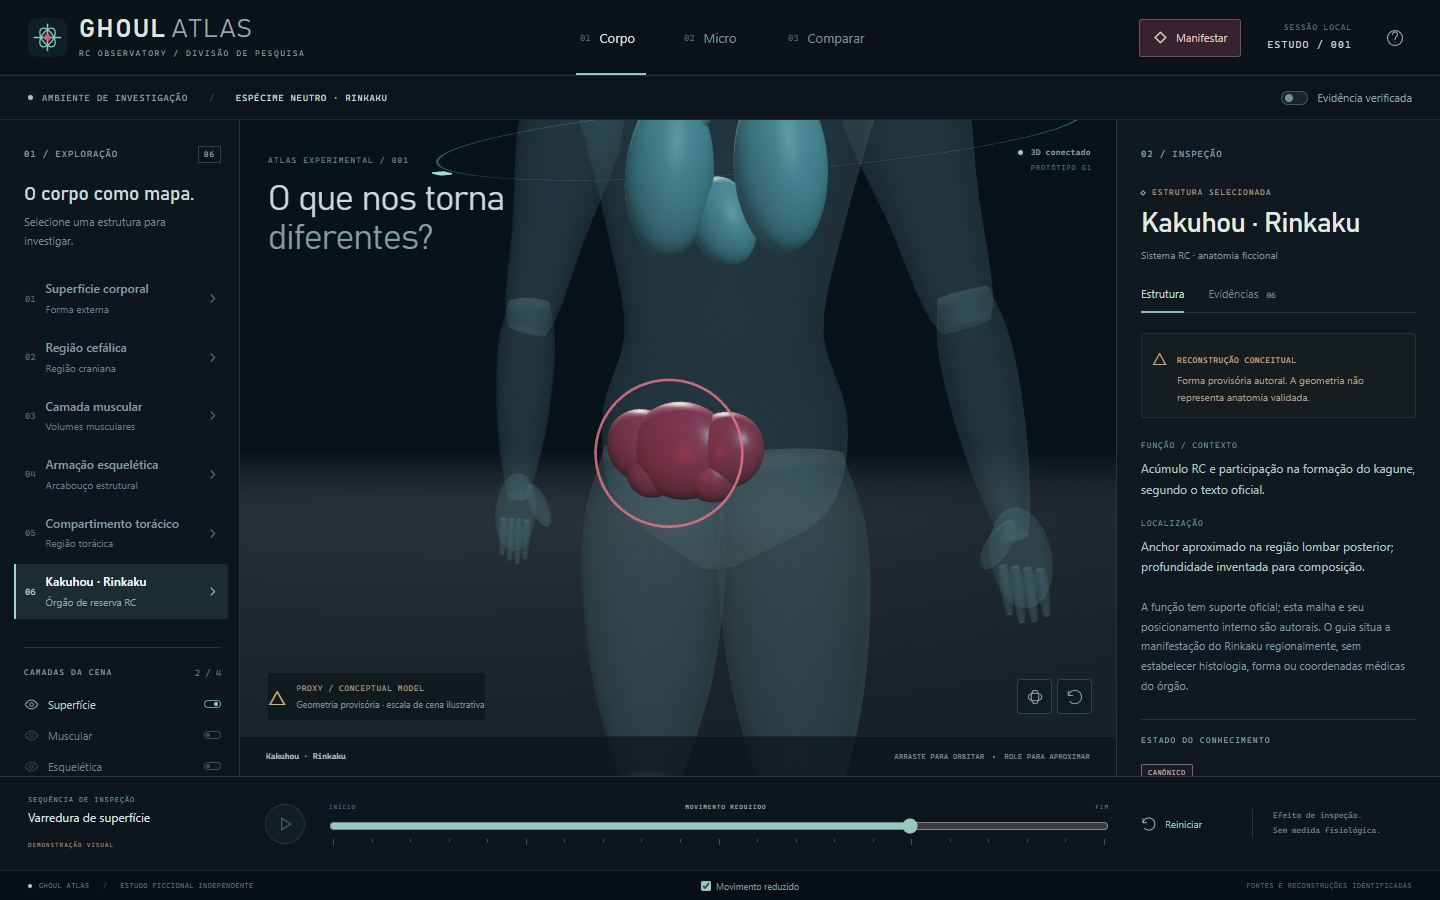 GHOUL ATLAS
RC OBSERVATORY / DIVISÃO DE PESQUISA
01 Corpo
02 Micro
03 Comparar
Manifestar
SESSÃO LOCAL
ESTUDO / 001
AMBIENTE DE INVESTIGAÇÃO / ESPÉCIME NEUTRO · RINKAKU
Evidência verificada
01 / EXPLORAÇÃO 06
O corpo como mapa.
Selecione uma estrutura para
investigar.
01 Superfície corporal
Forma externa
02 Região cefálica
Região craniana
03 Camada muscular
Volumes musculares
04 Armação esquelética
Arcabouço estrutural
05 Compartimento torácico
Região torácica
06 Kakuhou · Rinkaku
Órgão de reserva RC
CAMADAS DA CENA 2 / 4
Superfície
Muscular
Esquelética
ATLAS EXPERIMENTAL / 001
O que nos torna
diferentes?
3D conectado
PROTÓTIPO G1
PROXY / CONCEPTUAL MODEL
Geometria provisória · escala de cena ilustrativa
Kakuhou · Rinkaku
ARRASTE PARA ORBITAR • ROLE PARA APROXIMAR
02 / INSPEÇÃO
ESTRUTURA SELECIONADA
Kakuhou · Rinkaku
Sistema RC · anatomia ficcional
Estrutura
Evidências 06
RECONSTRUÇÃO CONCEITUAL
Forma provisória autoral. A geometria não
representa anatomia validada.
FUNÇÃO / CONTEXTO
Acúmulo RC e participação na formação do kagune,
segundo o texto oficial.
LOCALIZAÇÃO
Anchor aproximado na região lombar posterior;
profundidade inventada para composição.
A função tem suporte oficial; esta malha e seu
posicionamento interno são autorais. O guia situa a
manifestação do Rinkaku regionalmente, sem
estabelecer histologia, forma ou coordenadas médicas
do órgão.
ESTADO DO CONHECIMENTO
CANÔNICO
SEQUÊNCIA DE INSPEÇÃO
Varredura de superfície
DEMONSTRAÇÃO VISUAL
INÍCIO
MOVIMENTO REDUZIDO
FIM
Reiniciar
Efeito de inspeção.
Sem medida fisiológica.
GHOUL ATLAS / ESTUDO FICCIONAL INDEPENDENTE
Movimento reduzido
FONTES E RECONSTRUÇÕES IDENTIFICADAS